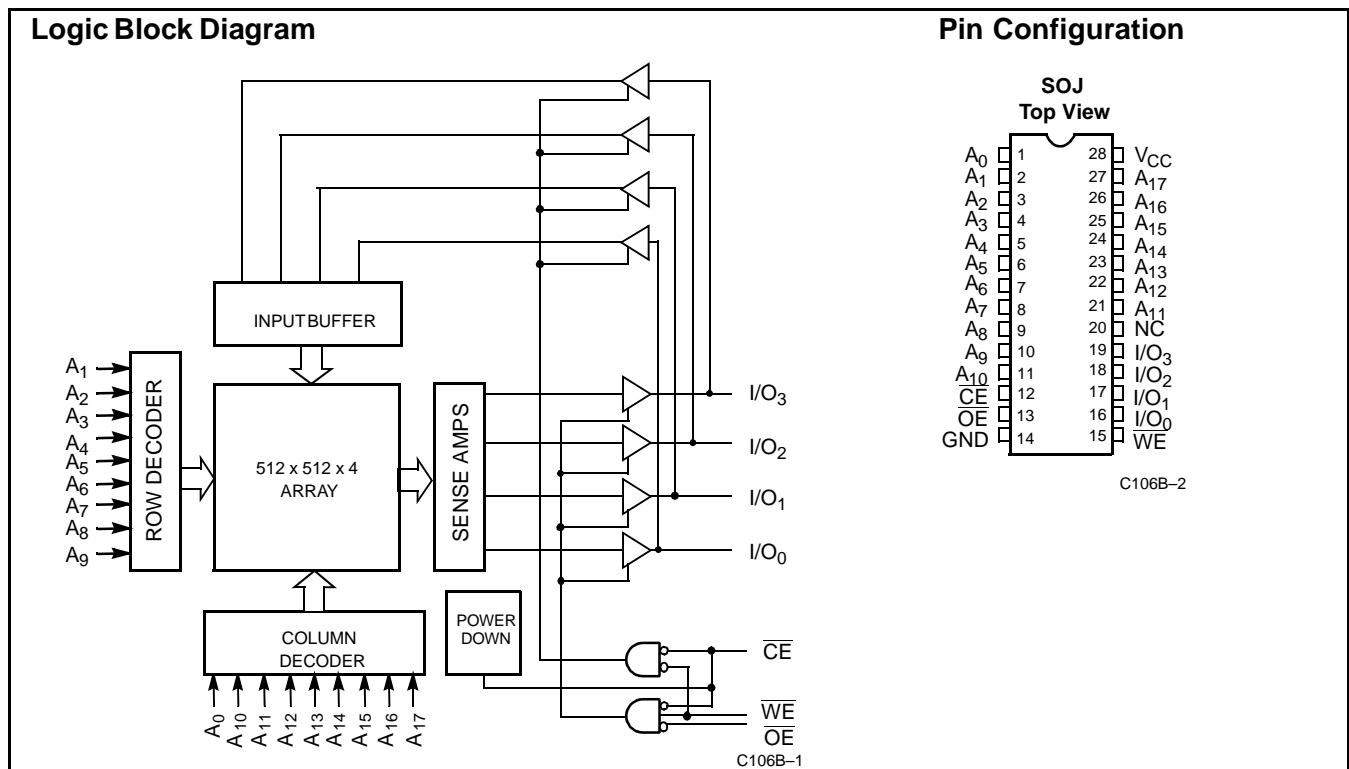 Logic Block Diagram
INPUT BUFFER
A1
A2
A3
A4
A5
A6
A7
A8
A9
ROW DECODER
512 x 512 x 4
ARRAY
SENSE AMPS
I/O3
I/O2
I/O1
I/O0
COLUMN
DECODER
POWER
DOWN
A0
A10
A11
A12
A13
A14
A15
A16
A17
CE
WE
OE
C106B–1
Pin Configuration
SOJ
Top View
A0 1 28 VCC
A1 2 27 A17
A2 3 26 A16
A3 4 25 A15
A4 5 24 A14
A5 6 23 A13
A6 7 22 A12
A7 8 21 A11
A8 9 20 NC
A9 10 19 I/O3
A10 11 18 I/O2
CE 12 17 I/O1
OE 13 16 I/O0
GND 14 15 WE
C106B–2